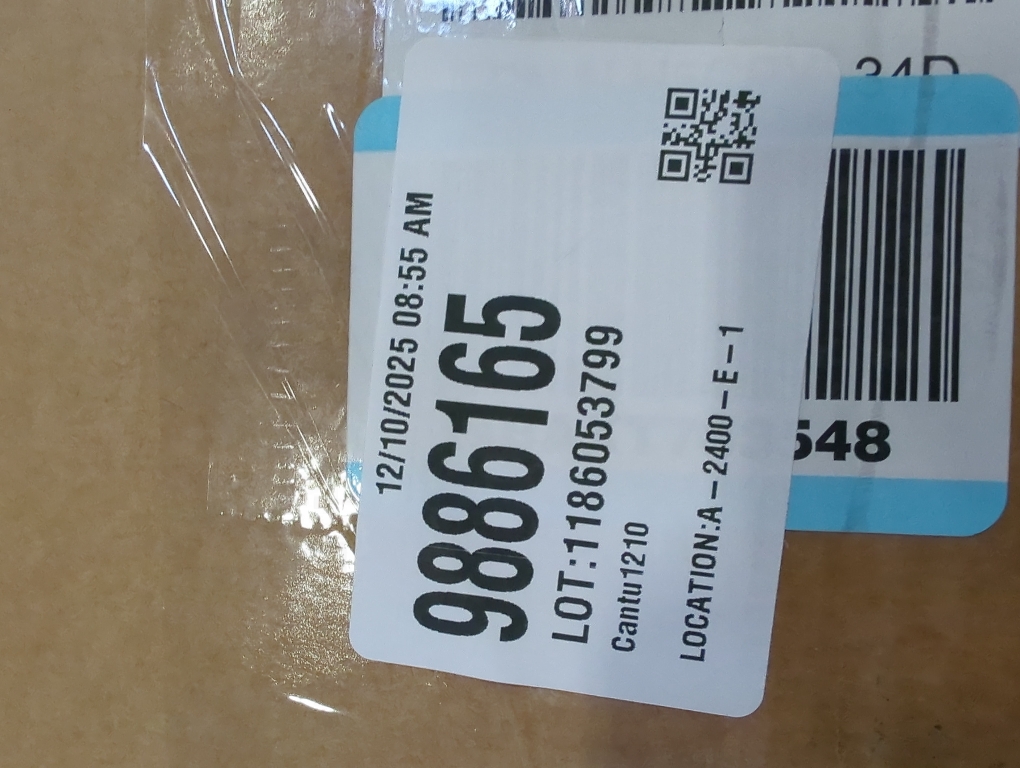 12/10/2025 08:55 AM
9886165
LOT:1186053799
Cantu1210
LOCATION:A-2400-E-1
548
34D